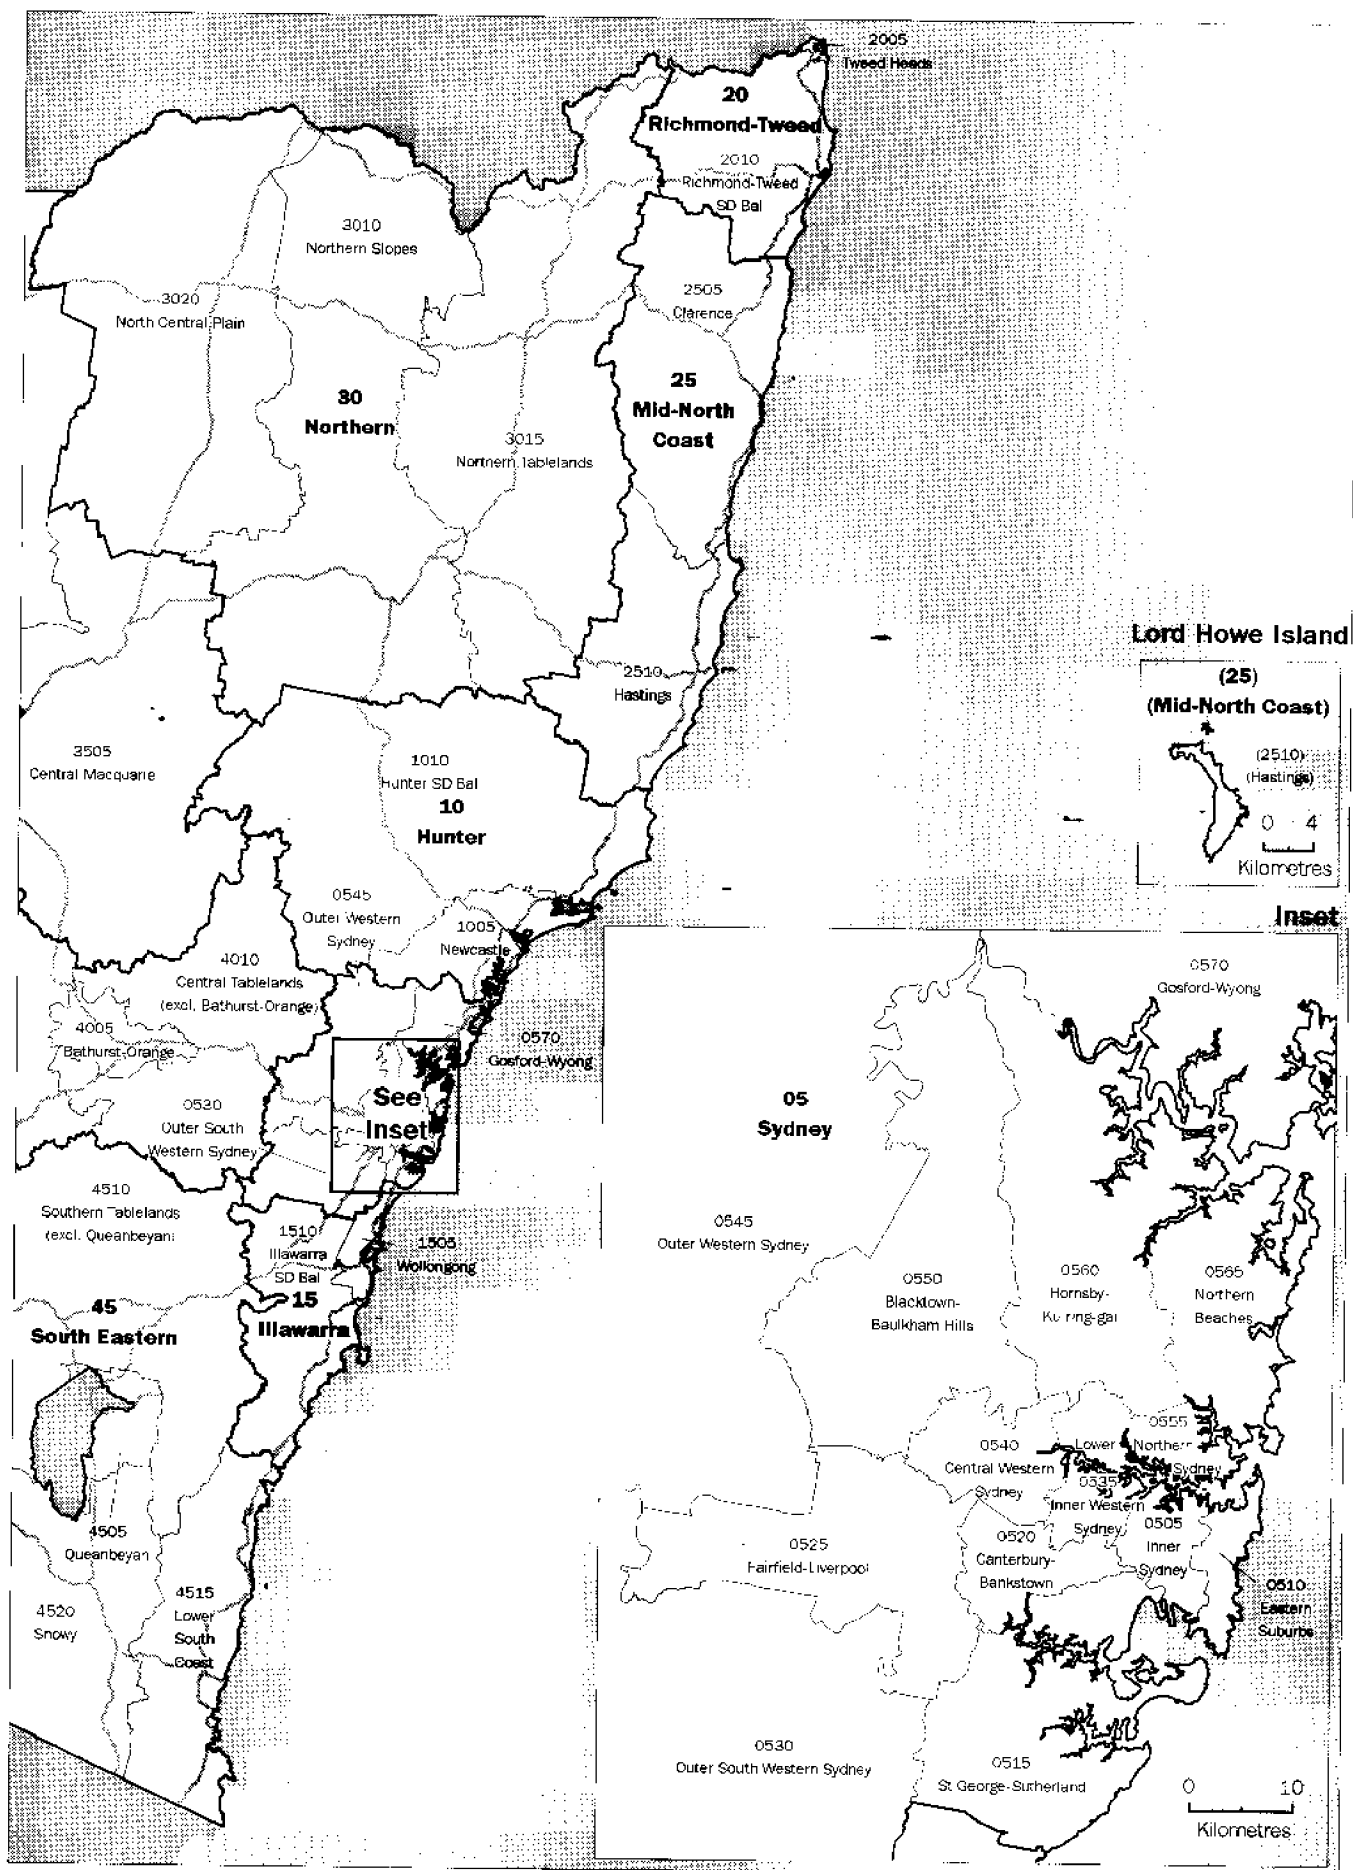 2005
Tweed Heads
20
Richmond-Tweed
2010
Richmond-Tweed
SD Bal
3010
Northern Slopes
3020
North Central Plain
2505
Clarence
30
Northern
25
Mid-North
Coast
3015
Northern Tablelands
Lord Howe Island
(25)
(Mid-North Coast)
(2510)
(Hastings)
0 4
Kilometres
2510
Hastings
3505
Central Macquarie
1010
Hunter SD Bal
10
Hunter
0545
Outer Western
Sydney
1005
Newcastle
4010
Central Tablelands
(excl. Bathurst-Orange)
4005
Bathurst-Orange
0570
Gosford-Wyong
See
Inset
0530
Outer South
Western Sydney
4510
Southern Tablelands
(excl. Queanbeyan)
1510
Illawarra
SD Bal
1505
Wollongong
45
South Eastern
15
Illawarra
4505
Queanbeyan
4515
Lower
South
Coast
4520
Snowy
Inset
0570
Gosford-Wyong
05
Sydney
0545
Outer Western Sydney
0550
Blacktown-
Baulkham Hills
0560
Hornsby-
Ku-ring-gai
0565
Northern
Beaches
0555
Lower Northern
Sydney
0540
Central Western
Sydney
0535
Inner Western
Sydney
0505
Inner
Sydney
0520
Canterbury-
Bankstown
0525
Fairfield-Liverpool
0510
Eastern
Suburbs
0530
Outer South Western Sydney
0515
St George-Sutherland
0 10
Kilometres